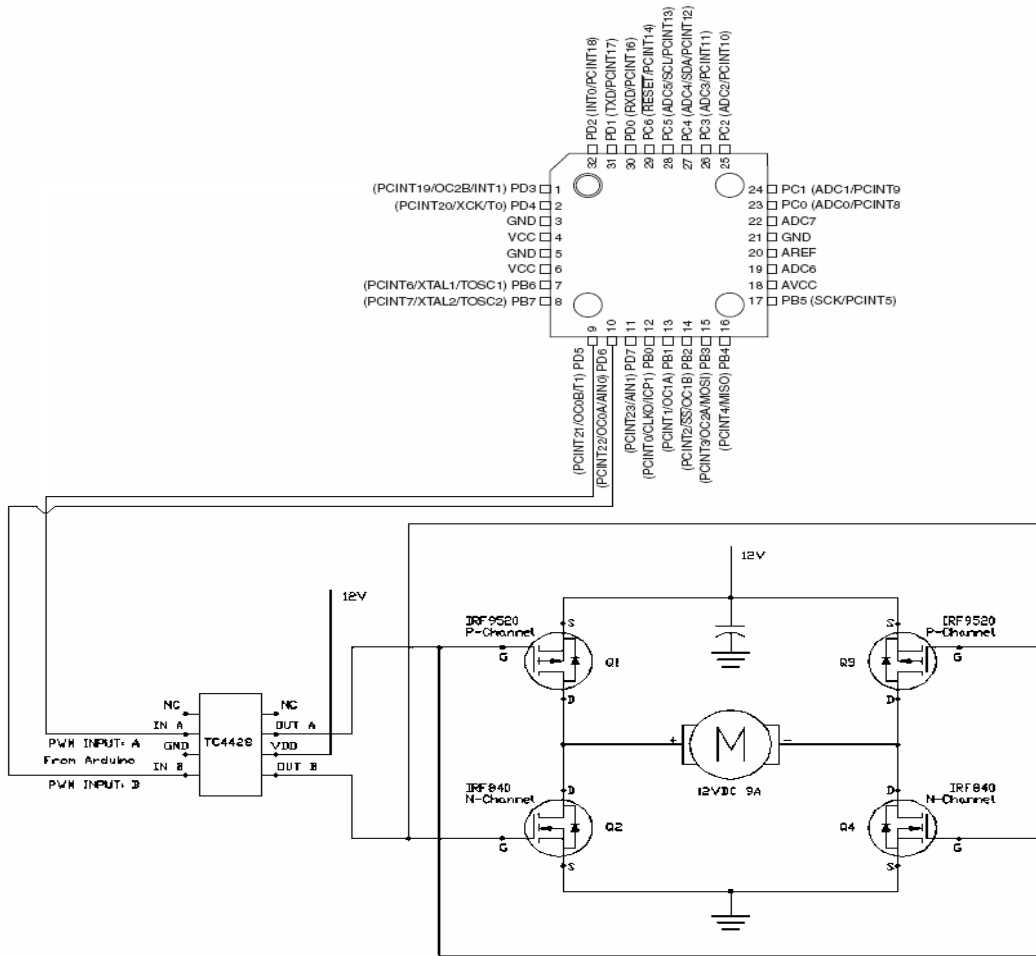 32 PD2 (INT0/PCINT18)
31 PD1 (TXD/PCINT17)
30 PD0 (RXD/PCINT16)
29 PC6 (RESET/PCINT14)
28 PC5 (ADC5/SCL/PCINT13)
27 PC4 (ADC4/SDA/PCINT12)
26 PC3 (ADC3/PCINT11)
25 PC2 (ADC2/PCINT10)
(PCINT19/OC2B/INT1) PD3 1
(PCINT20/XCK/T0) PD4 2
GND 3
VCC 4
GND 5
VCC 6
(PCINT6/XTAL1/TOSC1) PB6 7
(PCINT7/XTAL2/TOSC2) PB7 8
24 PC1 (ADC1/PCINT9
23 PC0 (ADC0/PCINT8
22 ADC7
21 GND
20 AREF
19 ADC6
18 AVCC
17 PB5 (SCK/PCINT5)
(PCINT21/OC0B/T1) PD5 9
(PCINT22/OC0A/AIN0) PD6 10
(PCINT23/AIN1) PD7 11
(PCINT0/CLKO/ICP1) PB0 12
(PCINT1/OC1A) PB1 13
(PCINT2/SS/OC1B) PB2 14
(PCINT3/OC2A/MOSI) PB3 15
(PCINT4/MISO) PB4 16
12V
12V
IRF9520
P-Channel
S
G
Q1
D
S
IRF9520
P-Channel
G
Q3
D
NC
NC
IN A
OUT A
PWM INPUT: A
GND
TC4428
VDD
From Arduino
IN B
OUT B
PWM INPUT: B
+
M
-
12VDC 9A
IRF840
N-Channel
D
Q2
G
S
D
IRF840
N-Channel
Q4
G
S